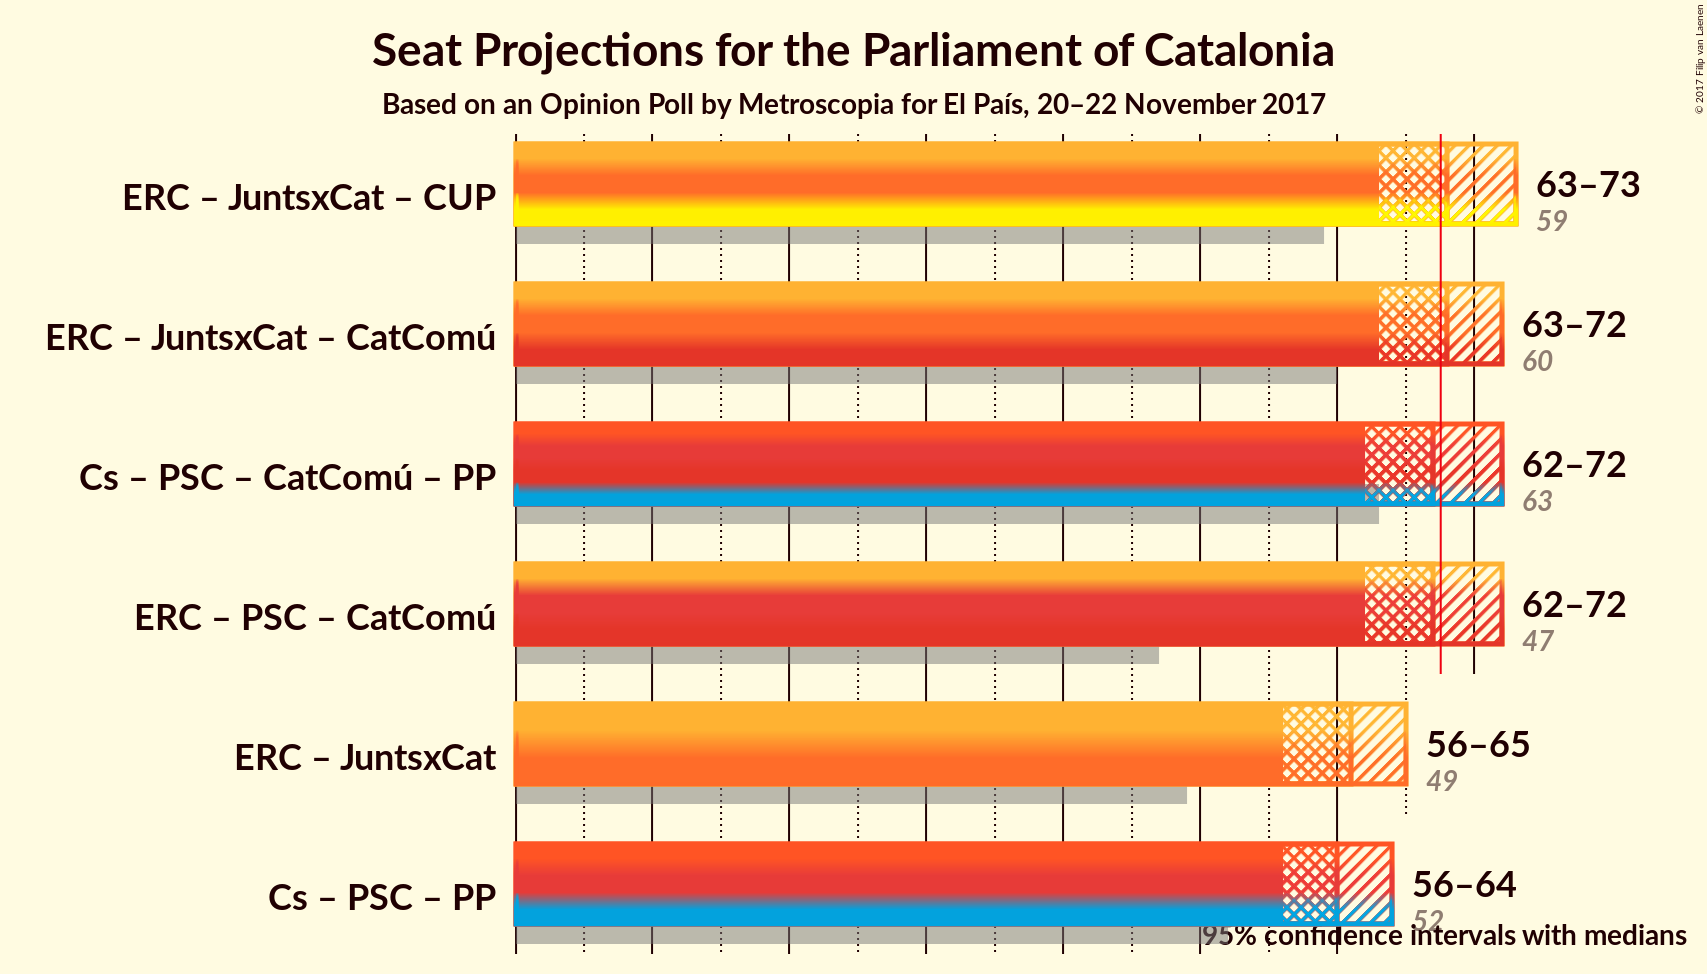 Seat Projections for the Parliament of Catalonia
Based on an Opinion Poll by Metroscopia for El País, 20–22 November 2017
© 2017 Filip van Laenen
ERC – JuntsxCat – CUP
63–73
59
ERC – JuntsxCat – CatComú
63–72
60
Cs – PSC – CatComú – PP
62–72
63
ERC – PSC – CatComú
62–72
47
ERC – JuntsxCat
56–65
49
Cs – PSC – PP
56–64
52
95% confidence intervals with medians